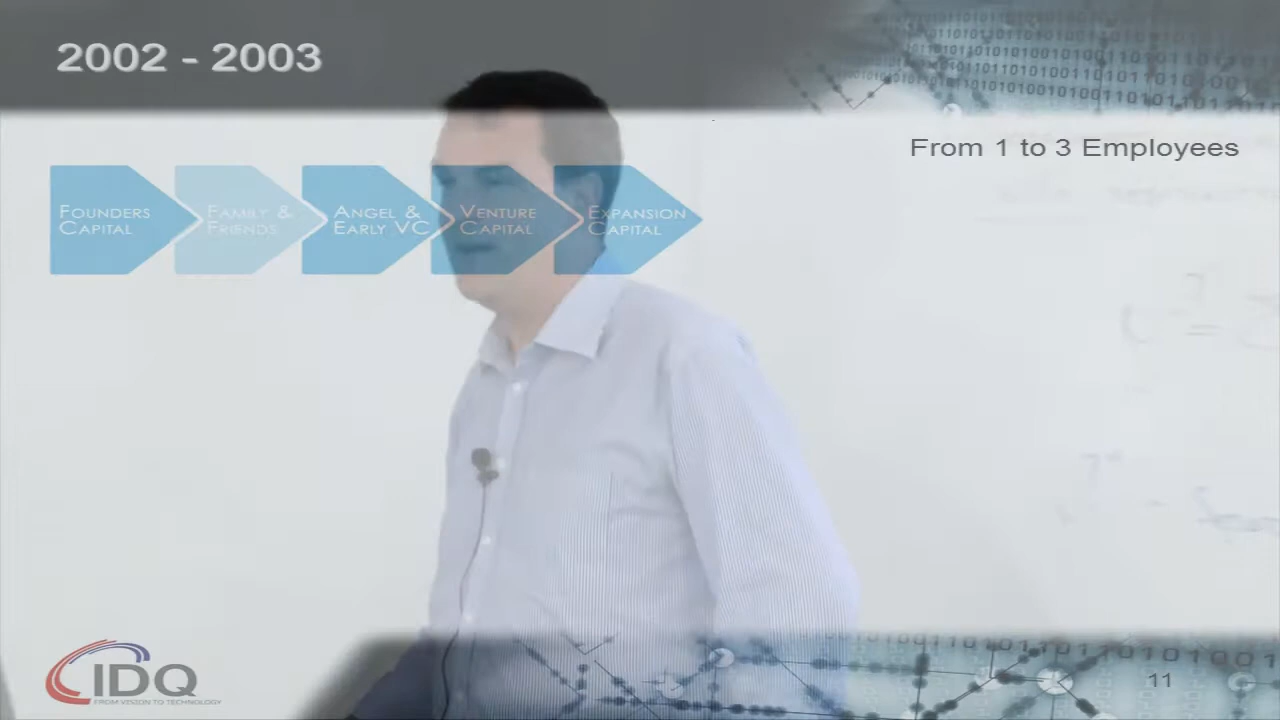 2002 - 2003
From 1 to 3 Employees
FOUNDERS
CAPITAL
FAMILY &
FRIENDS
ANGEL &
EARLY VC
VENTURE
CAPITAL
EXPANSION
CAPITAL
IDQ
FROM VISION TO TECHNOLOGY
11